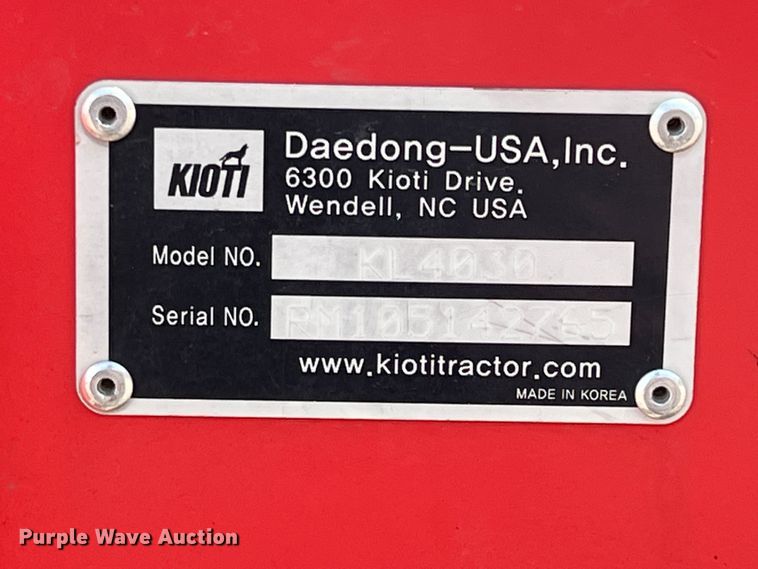 KIOTI
Daedong-USA,Inc.
6300 Kioti Drive.
Wendell, NC USA
Model NO. KL4030
Serial NO. PM105142765
www.kiotitractor.com
MADE IN KOREA
Purple Wave Auction